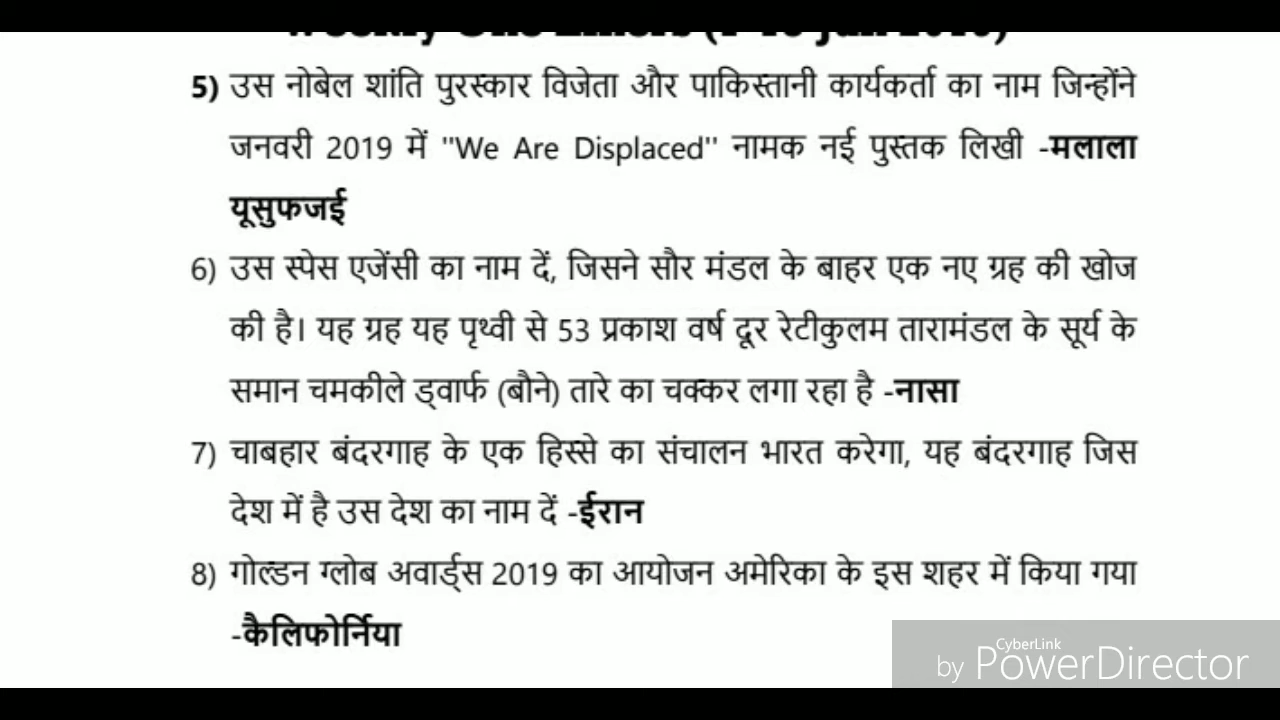 5) उस नोबेल शांति पुरस्कार विजेता और पाकिस्तानी कार्यकर्ता का नाम जिन्होंने
जनवरी 2019 में "We Are Displaced" नामक नई पुस्तक लिखी -मलाला
यूसुफजई
6) उस स्पेस एजेंसी का नाम दें, जिसने सौर मंडल के बाहर एक नए ग्रह की खोज
की है। यह ग्रह यह पृथ्वी से 53 प्रकाश वर्ष दूर रेटीकुलम तारामंडल के सूर्य के
समान चमकीले ड्वार्फ (बौने) तारे का चक्कर लगा रहा है -नासा
7) चाबहार बंदरगाह के एक हिस्से का संचालन भारत करेगा, यह बंदरगाह जिस
देश में है उस देश का नाम दें -ईरान
8) गोल्डन ग्लोब अवार्ड्स 2019 का आयोजन अमेरिका के इस शहर में किया गया
-कैलिफोर्निया
CyberLink
by PowerDirector